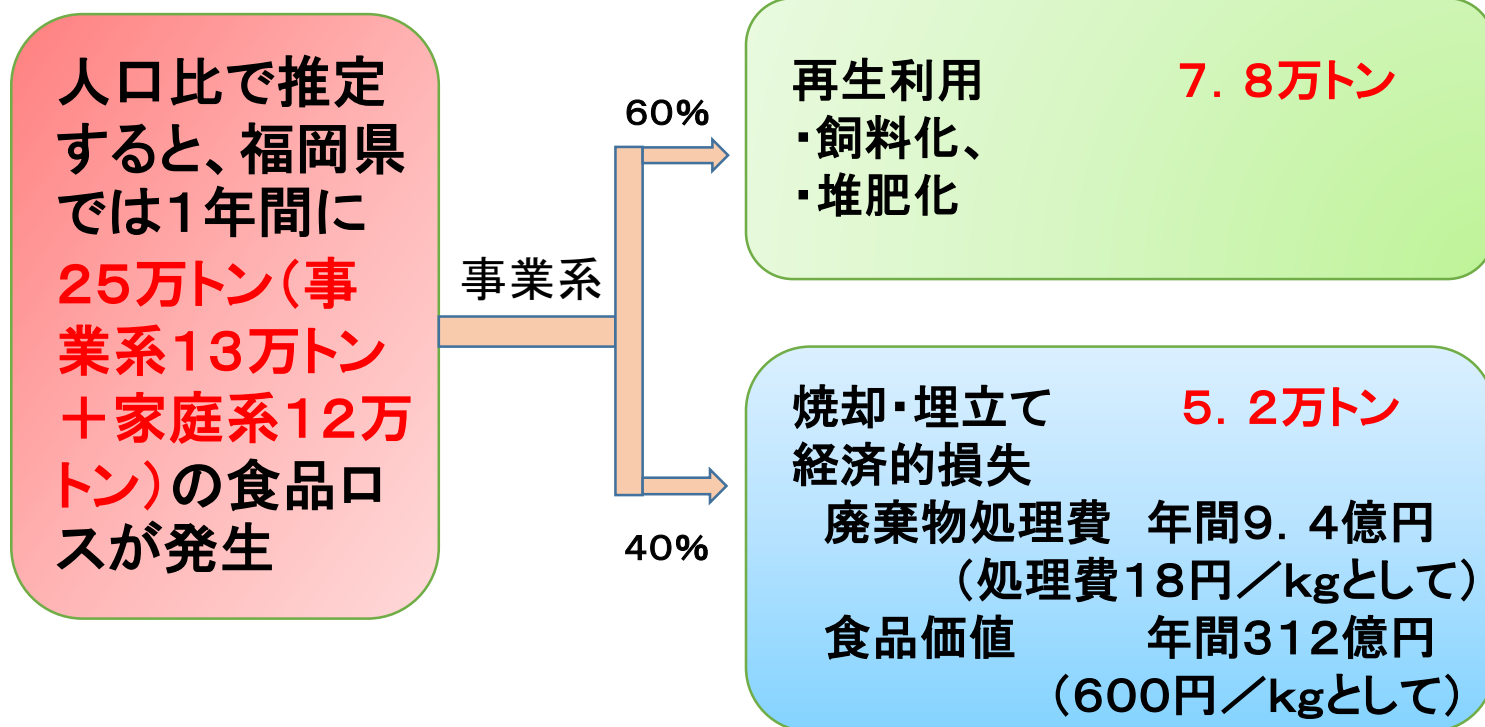 人口比で推定
すると、福岡県
では１年間に
２５万トン（事
業系１３万トン
＋家庭系１２万
トン）の食品ロ
スが発生
事業系
60%
再生利用　　　　７．８万トン
・飼料化、
・堆肥化
40%
焼却・埋立て　　　５．２万トン
経済的損失
廃棄物処理費　年間９．４億円
（処理費１８円／kgとして）
食品価値　　　年間３１２億円
（６００円／kgとして）